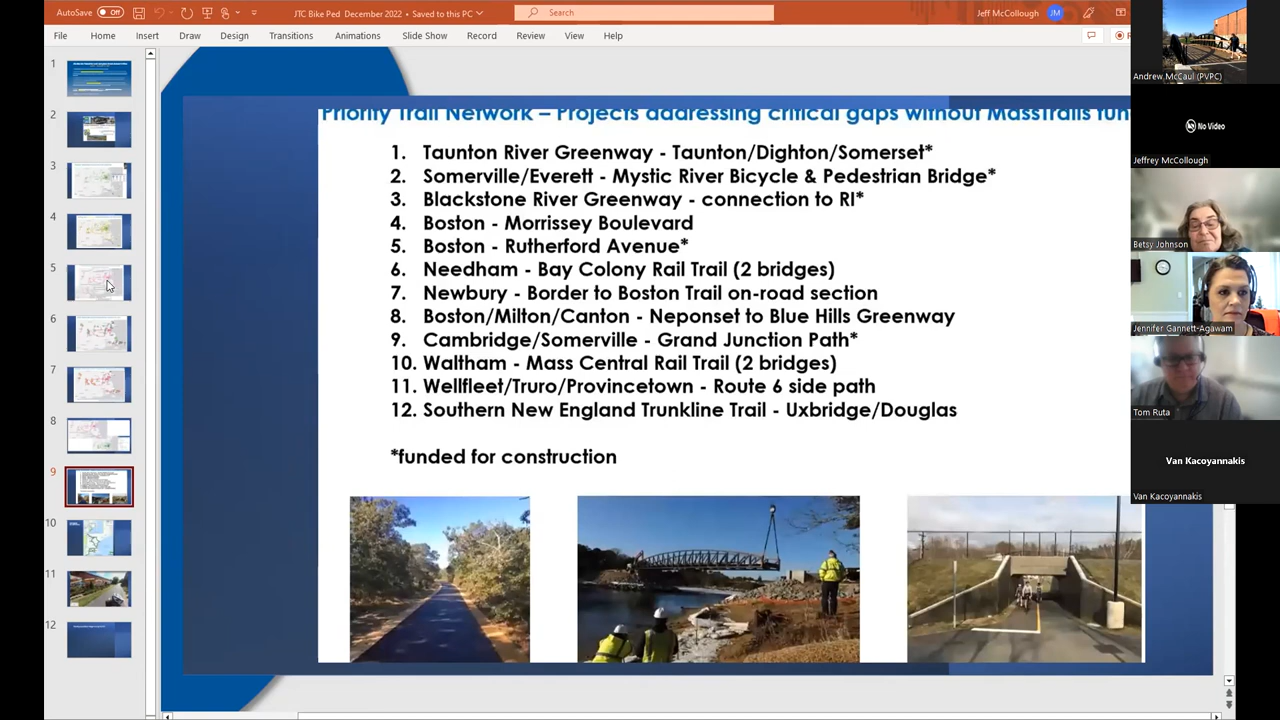 AutoSave Off JTC Bike Ped December 2022 • Saved to this PC Search Jeff McCollough JM
File Home Insert Draw Design Transitions Animations Slide Show Record Review View Help
1
2
3
4
5
6
7
8
9
10
11
12
Priority Trail Network – Projects addressing critical gaps without MassTrails fun
1. Taunton River Greenway - Taunton/Dighton/Somerset*
2. Somerville/Everett - Mystic River Bicycle & Pedestrian Bridge*
3. Blackstone River Greenway - connection to RI*
4. Boston - Morrissey Boulevard
5. Boston - Rutherford Avenue*
6. Needham - Bay Colony Rail Trail (2 bridges)
7. Newbury - Border to Boston Trail on-road section
8. Boston/Milton/Canton - Neponset to Blue Hills Greenway
9. Cambridge/Somerville - Grand Junction Path*
10. Waltham - Mass Central Rail Trail (2 bridges)
11. Wellfleet/Truro/Provincetown - Route 6 side path
12. Southern New England Trunkline Trail - Uxbridge/Douglas
*funded for construction
Andrew McCaul (PVPC)
No Video
Jeffrey McCollough
Betsy Johnson
Jennifer Gannett-Agawam
Tom Ruta
Van Kacoyannakis
Van Kacoyannakis